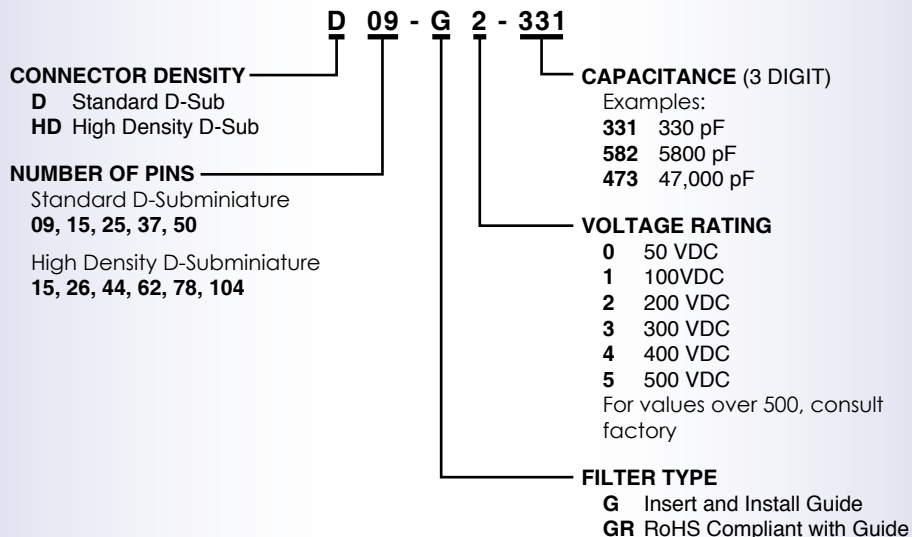 D 09 - G 2 - 331
CONNECTOR DENSITY
D Standard D-Sub
HD High Density D-Sub
NUMBER OF PINS
Standard D-Subminiature
09, 15, 25, 37, 50
High Density D-Subminiature
15, 26, 44, 62, 78, 104
CAPACITANCE (3 DIGIT)
Examples:
331 330 pF
582 5800 pF
473 47,000 pF
VOLTAGE RATING
0 50 VDC
1 100VDC
2 200 VDC
3 300 VDC
4 400 VDC
5 500 VDC
For values over 500, consult
factory
FILTER TYPE
G Insert and Install Guide
GR RoHS Compliant with Guide